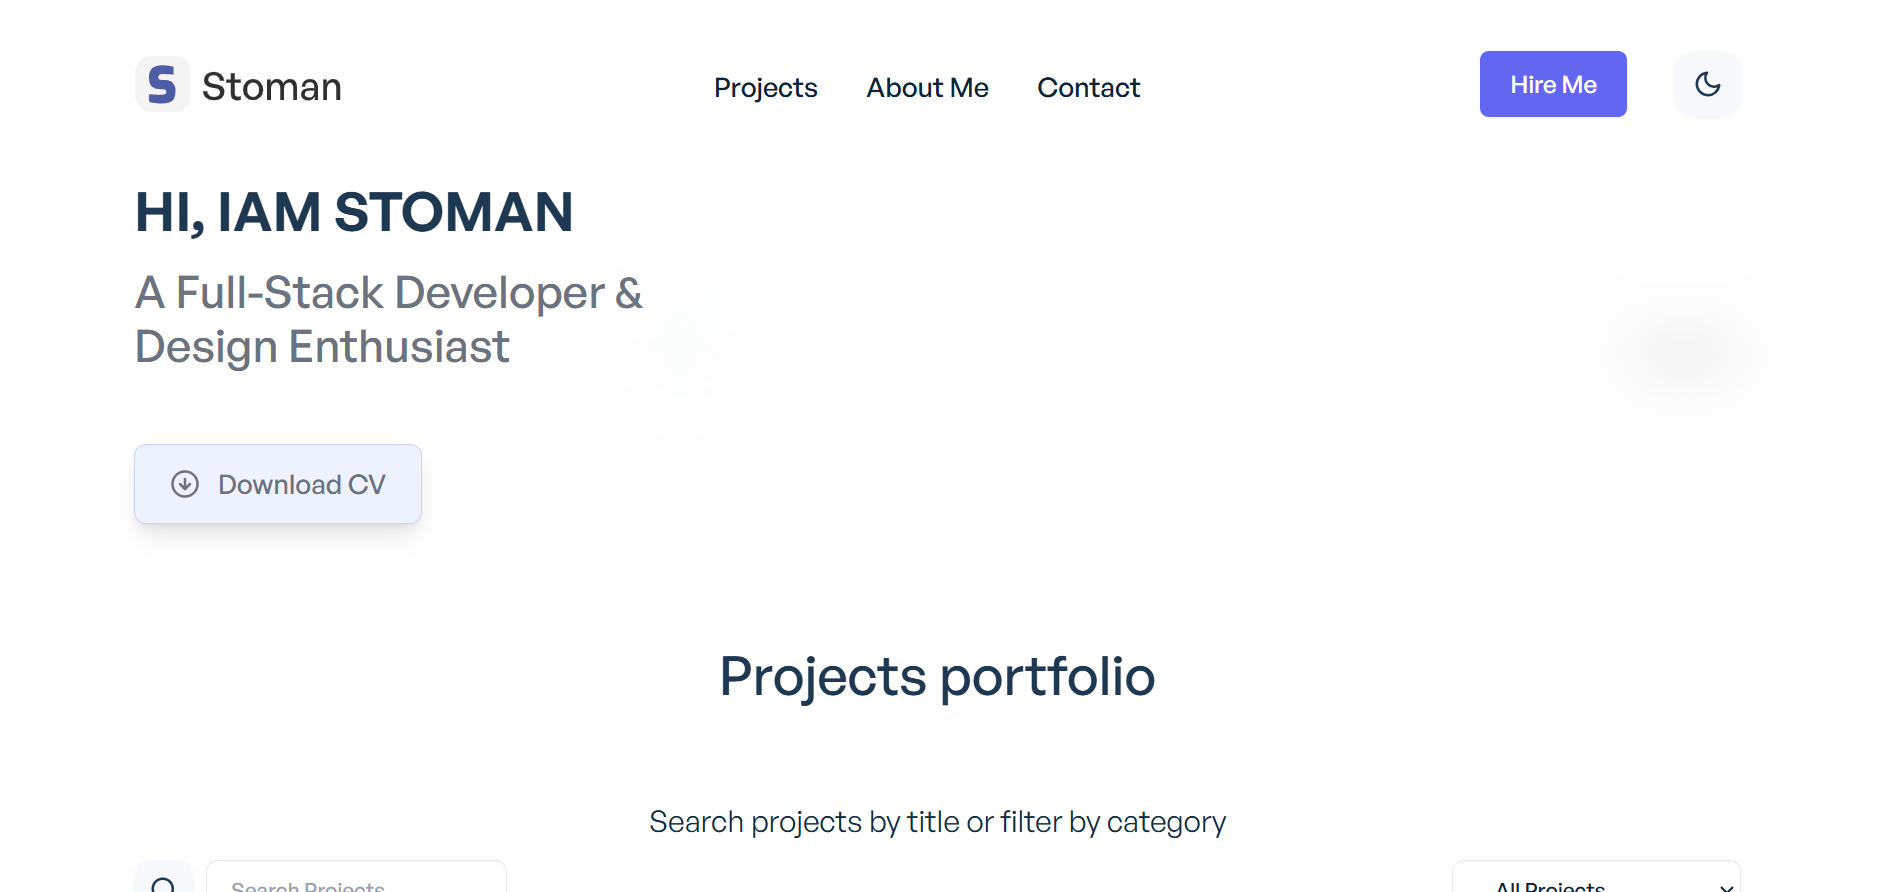 S Stoman
Projects
About Me
Contact
Hire Me
HI, IAM STOMAN
A Full-Stack Developer &
Design Enthusiast
Download CV
Projects portfolio
Search projects by title or filter by category
Search Projects
All Projects